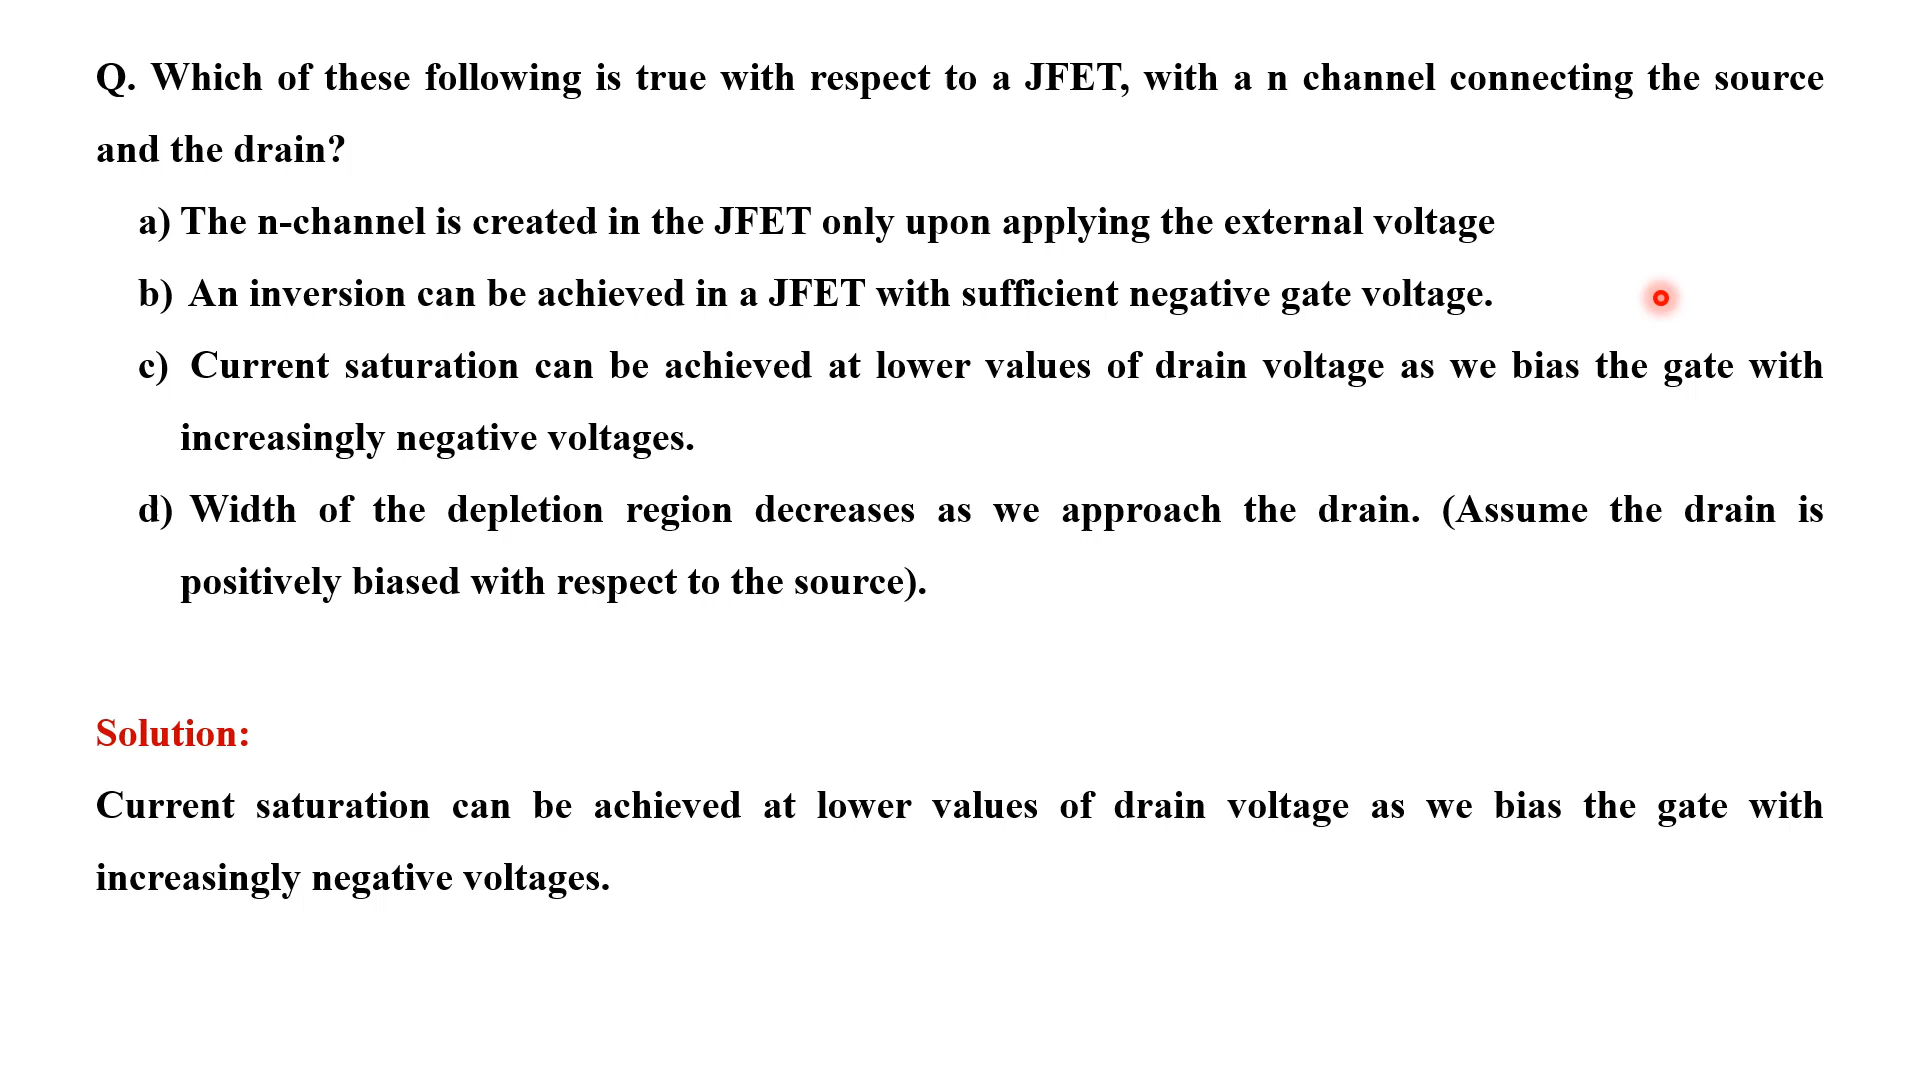 Q. Which of these following is true with respect to a JFET, with a n channel connecting the source
and the drain?
a) The n-channel is created in the JFET only upon applying the external voltage
b) An inversion can be achieved in a JFET with sufficient negative gate voltage.
c) Current saturation can be achieved at lower values of drain voltage as we bias the gate with
increasingly negative voltages.
d) Width of the depletion region decreases as we approach the drain. (Assume the drain is
positively biased with respect to the source).
Solution:
Current saturation can be achieved at lower values of drain voltage as we bias the gate with
increasingly negative voltages.